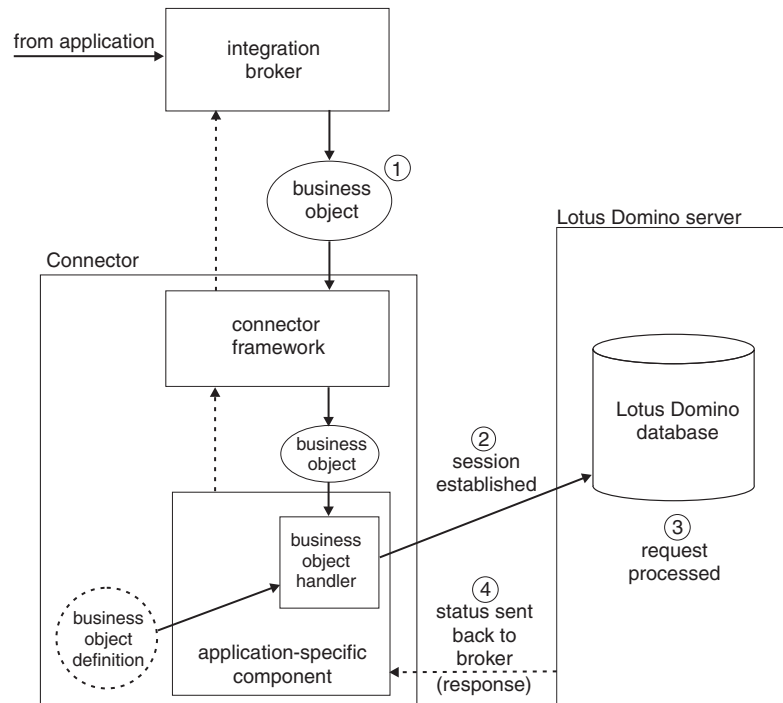 from application
integration
broker
1
business
object
Lotus Domino server
Connector
connector
framework
Lotus Domino
database
business
object
2
session
established
3
request
processed
business
object
handler
4
status sent
back to
broker
(response)
business
object
definition
application-specific
component